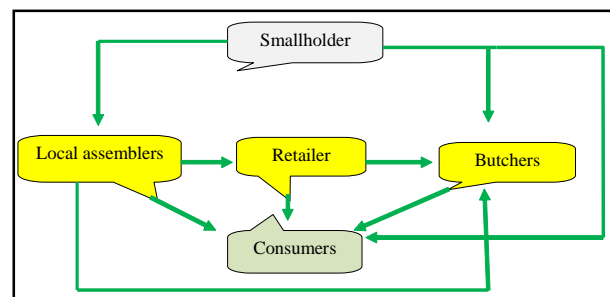 Smallholder
Local assemblers
Retailer
Butchers
Consumers